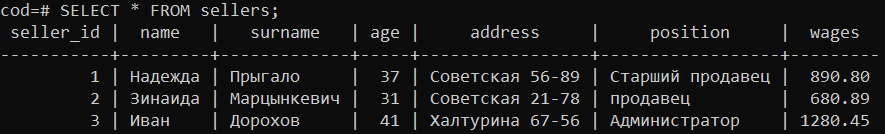 cod=# SELECT * FROM sellers;
seller_id | name | surname | age | address | position | wages
-----------+---------+-------------+-----+-----------------+------------------+---------
1 | Надежда | Прыгало | 37 | Советская 56-89 | Старший продавец | 890.80
2 | Зинаида | Марцынкевич | 31 | Советская 21-78 | продавец | 680.89
3 | Иван | Дорохов | 41 | Халтурина 67-56 | Администратор | 1280.45